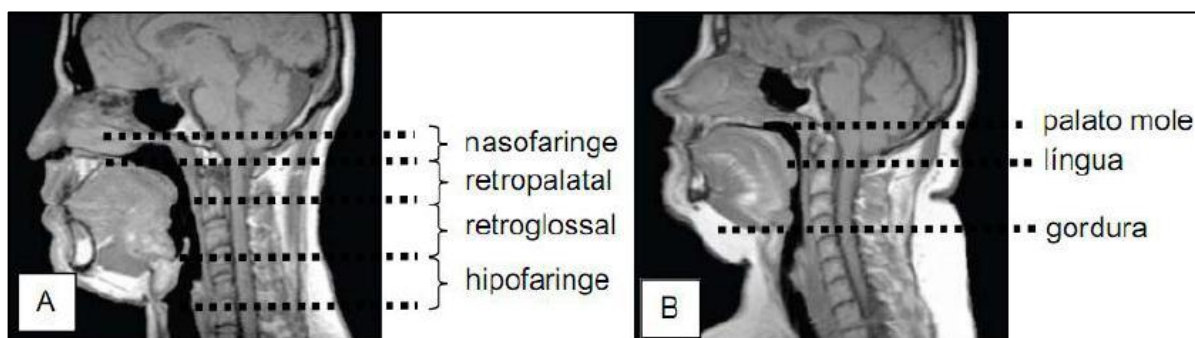 nasofaringe
retropalatal
retroglossal
hipofaringe
A
palato mole
língua
gordura
B